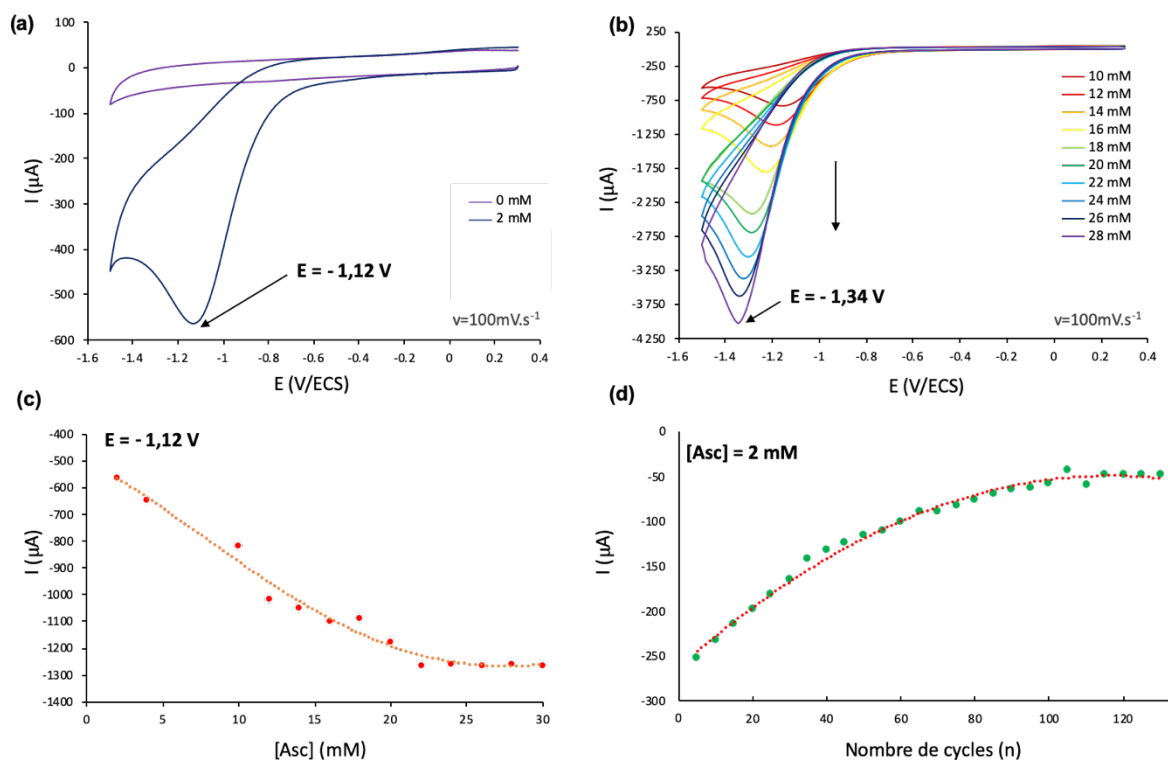 (a)
100
0
-100
-200
-300
-400
-500
-600
I (µA)
-1.6 -1.4 -1.2 -1 -0.8 -0.6 -0.4 -0.2 0 0.2 0.4
E (V/ECS)
0 mM
2 mM
E = - 1,12 V
v=100mV.s-1
(b)
250
-250
-750
-1 250
-1 750
-2 250
-2 750
-3 250
-3 750
-4 250
I (µA)
-1.6 -1.4 -1.2 -1 -0.8 -0.6 -0.4 -0.2 0 0.2 0.4
E (V/ECS)
10 mM
12 mM
14 mM
16 mM
18 mM
20 mM
22 mM
24 mM
26 mM
28 mM
E = - 1,34 V
v=100mV.s-1
(c)
E = - 1,12 V
-400
-500
-600
-700
-800
-900
-1000
-1100
-1200
-1300
-1400
I (µA)
0 5 10 15 20 25 30
[Asc] (mM)
(d)
[Asc] = 2 mM
0
-50
-100
-150
-200
-250
-300
I (µA)
0 20 40 60 80 100 120
Nombre de cycles (n)